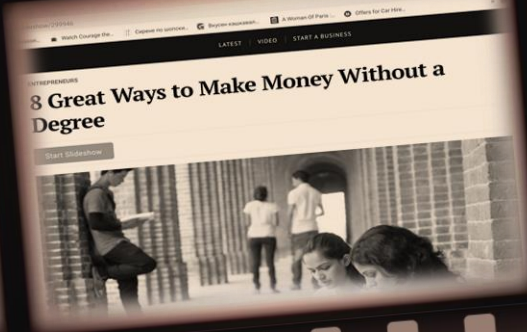 Watch Courage the...
A Woman Of Paris ...
Offers for Car Hire...
LATEST | VIDEO | START A BUSINESS
ENTREPRENEURS
8 Great Ways to Make Money Without a
Degree
Start Slideshow